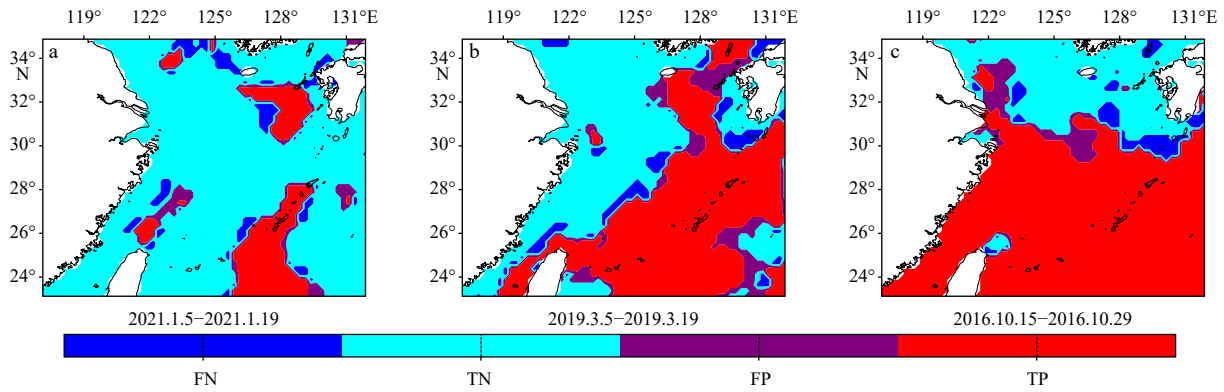 119° 122° 125° 128° 131°E 119° 122° 125° 128° 131°E 119° 122° 125° 128° 131°E
34° a 34° b 34° c
N N N
32° 32° 32°
30° 30° 30°
28° 28° 28°
26° 26° 26°
24° 24° 24°
2021.1.5−2021.1.19 2019.3.5−2019.3.19 2016.10.15−2016.10.29
FN TN FP TP